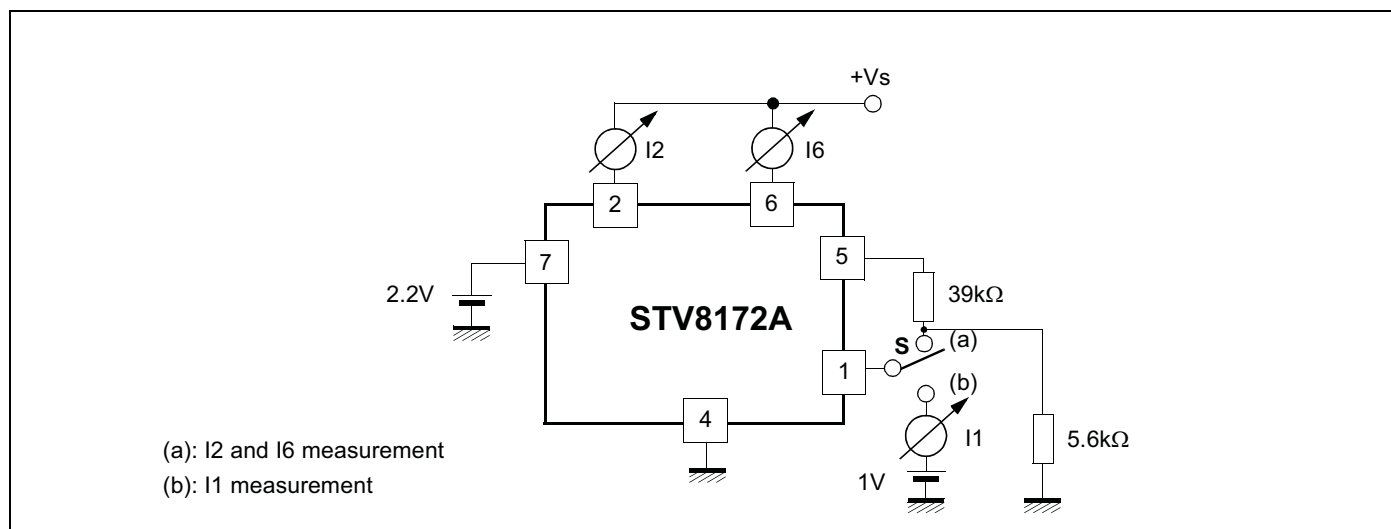 +Vs
I2
I6
2
6
7
5
2.2V
39kΩ
STV8172A
S
(a)
1
(b)
4
I1
5.6kΩ
1V
(a): I2 and I6 measurement
(b): I1 measurement